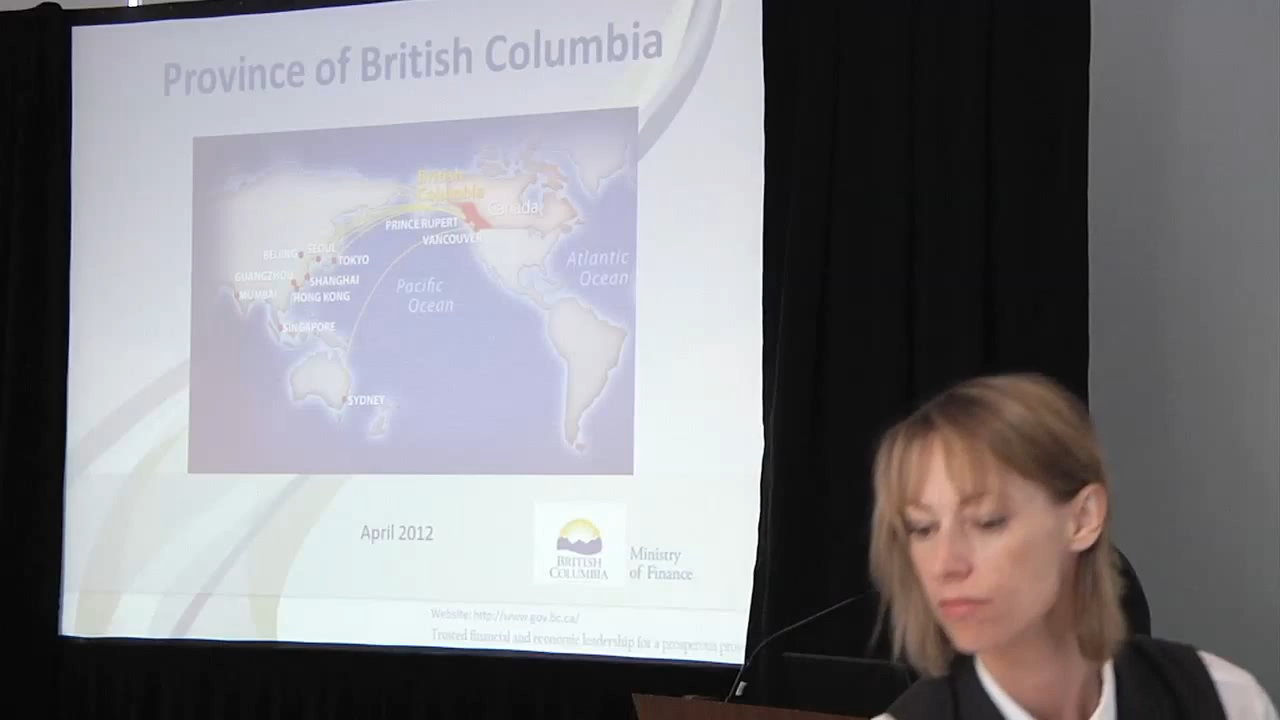 Province of British Columbia
British
Columbia
Canada
PRINCE RUPERT
VANCOUVER
BEIJING
SEOUL
TOKYO
GUANGZHOU
SHANGHAI
MUMBAI
HONG KONG
SINGAPORE
SYDNEY
Pacific
Ocean
Atlantic
Ocean
April 2012
BRITISH
COLUMBIA
Ministry
of Finance
Website: http://www.gov.bc.ca/
Trusted financial and economic leadership for a prosperous